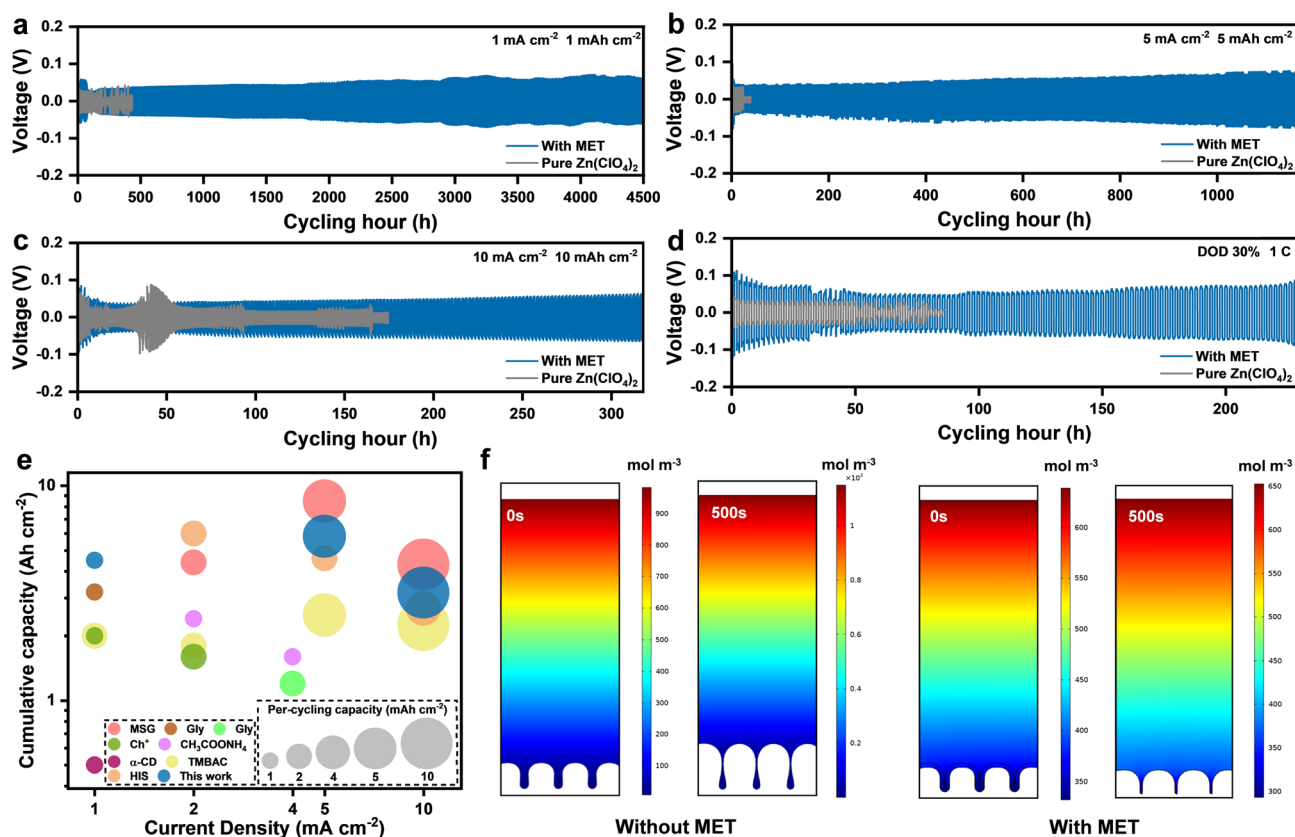 a
0.2
0.1
0.0
-0.1
-0.2
Voltage (V)
1 mA cm⁻² 1 mAh cm⁻²
With MET
Pure Zn(ClO₄)₂
0 500 1000 1500 2000 2500 3000 3500 4000 4500
Cycling hour (h)
b
0.2
0.1
0.0
-0.1
-0.2
Voltage (V)
5 mA cm⁻² 5 mAh cm⁻²
With MET
Pure Zn(ClO₄)₂
0 200 400 600 800 1000
Cycling hour (h)
c
0.2
0.1
0.0
-0.1
-0.2
Voltage (V)
10 mA cm⁻² 10 mAh cm⁻²
With MET
Pure Zn(ClO₄)₂
0 50 100 150 200 250 300
Cycling hour (h)
d
0.2
0.1
0.0
-0.1
-0.2
Voltage (V)
DOD 30% 1 C
With MET
Pure Zn(ClO₄)₂
0 50 100 150 200
Cycling hour (h)
e
10
1
Cumulative capacity (Ah cm⁻²)
MSG Gly Gly
Ch⁺ CH₃COONH₄
α-CD TMBAC
HIS This work
Per-cycling capacity (mAh cm⁻²)
1 2 4 5 10
1 2 4 5 10
Current Density (mA cm⁻²)
f
mol m⁻³
0s
900
800
700
600
500
400
300
200
100
mol m⁻³
×10³
500s
1
0.8
0.6
0.4
0.2
Without MET
mol m⁻³
0s
600
550
500
450
400
350
mol m⁻³
500s
650
600
550
500
450
400
350
300
With MET